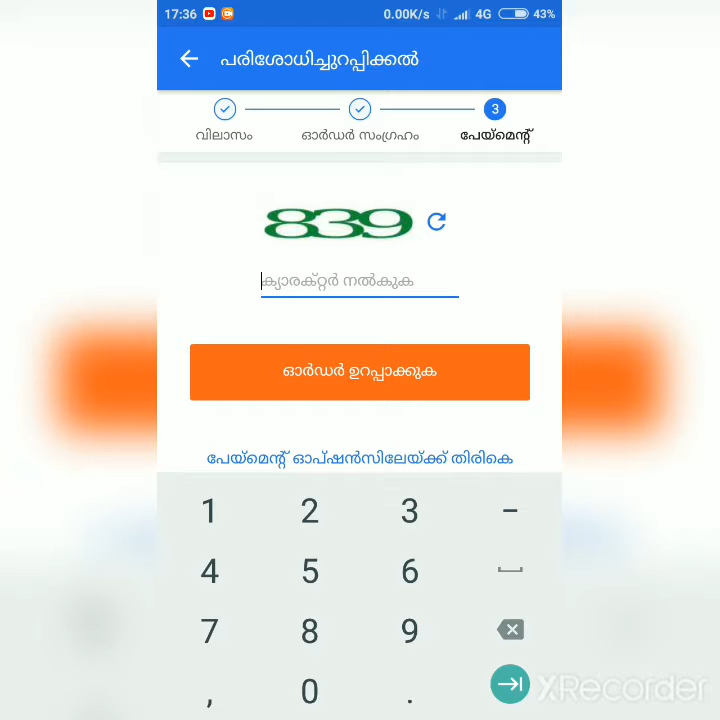 17:36 0.00K/s 4G 43%
പരിശോധിച്ചുറപ്പിക്കൽ
3
വിലാസം ഓർഡർ സംഗ്രഹം പേയ്മെന്റ്
839
ക്യാരക്റ്റർ നൽകുക
ഓർഡർ ഉറപ്പാക്കുക
പേയ്മെന്റ് ഓപ്ഷൻസിലേയ്ക്ക് തിരികെ
1 2 3 –
4 5 6
7 8 9
, 0 .
XRecorder